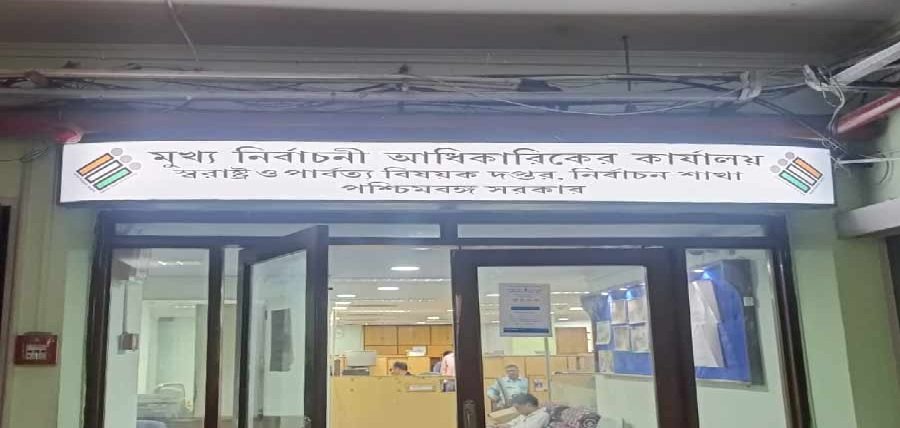 মুখ্য নির্বাচনী আধিকারিকের কার্যালয়
স্বরাষ্ট্র ও পার্বত্য বিষয়ক দপ্তর, নির্বাচন শাখা
পশ্চিমবঙ্গ সরকার